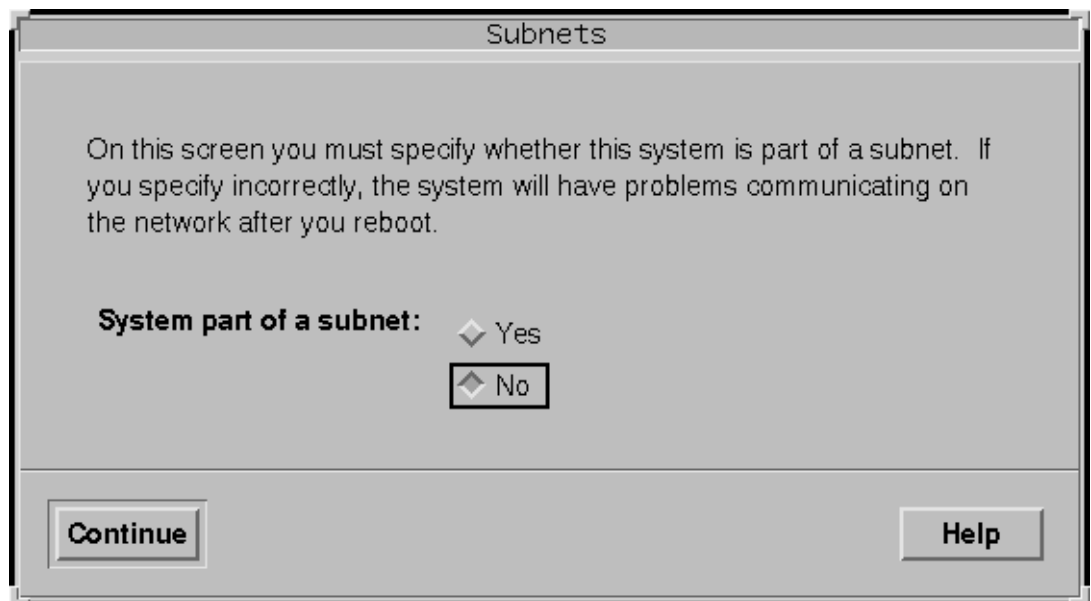 Subnets
On this screen you must specify whether this system is part of a subnet. If
you specify incorrectly, the system will have problems communicating on
the network after you reboot.
System part of a subnet:
Yes
No
Continue
Help